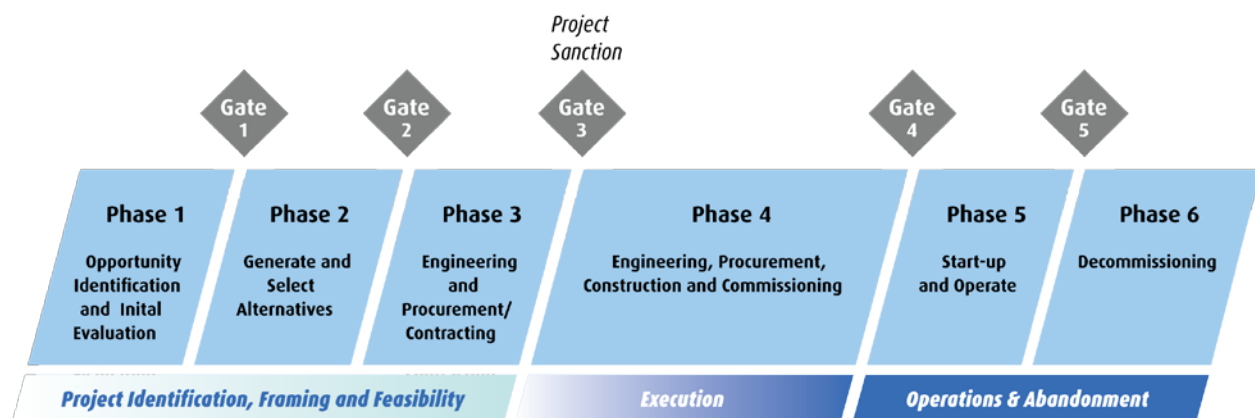 Project
Sanction
Gate
1
Gate
2
Gate
3
Gate
4
Gate
5
Phase 1
Opportunity
Identification
and Inital
Evaluation
Phase 2
Generate and
Select
Alternatives
Phase 3
Engineering
and
Procurement/
Contracting
Phase 4
Engineering, Procurement,
Construction and Commissioning
Phase 5
Start-up
and Operate
Phase 6
Decommissioning
Project Identification, Framing and Feasibility
Execution
Operations & Abandonment